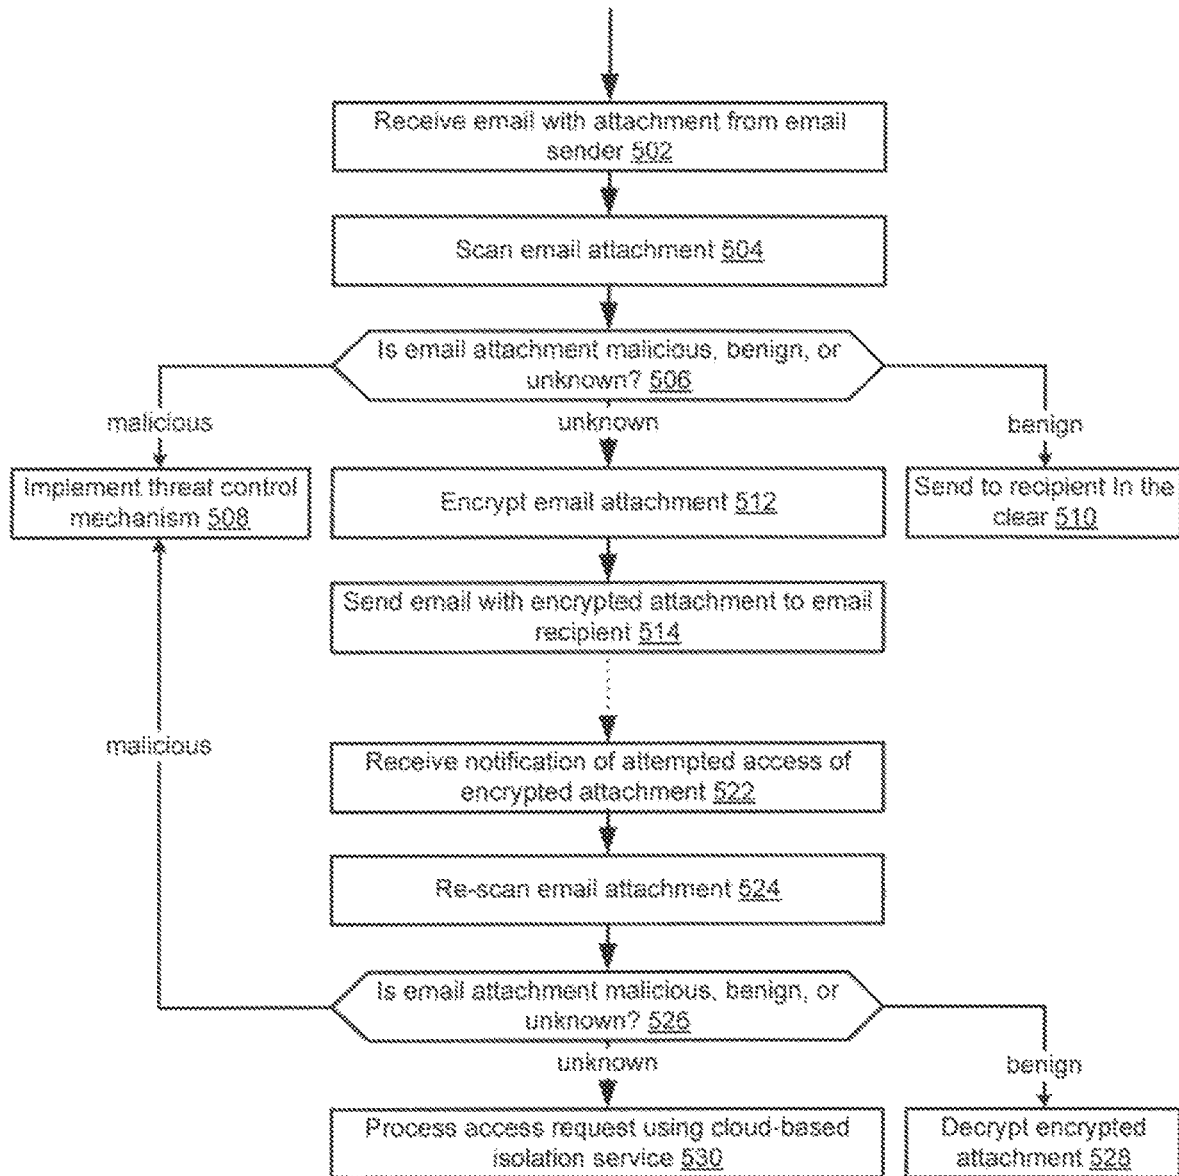 Receive email with attachment from email
sender 502
Scan email attachment 504
Is email attachment malicious, benign, or
unknown? 506
malicious
unknown
benign
Implement threat control
mechanism 508
Encrypt email attachment 512
Send to recipient in the
clear 510
Send email with encrypted attachment to email
recipient 514
malicious
Receive notification of attempted access of
encrypted attachment 522
Re-scan email attachment 524
Is email attachment malicious, benign, or
unknown? 526
unknown
benign
Process access request using cloud-based
isolation service 530
Decrypt encrypted
attachment 528